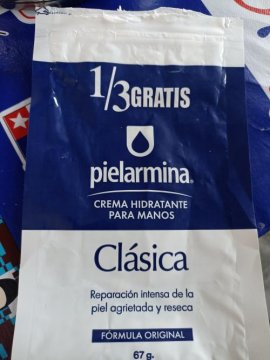 1/3 GRATIS
pielarmina®
CREMA HIDRATANTE
PARA MANOS
Clásica
Reparación intensa de la
piel agrietada y reseca
FÓRMULA ORIGINAL
67 g.